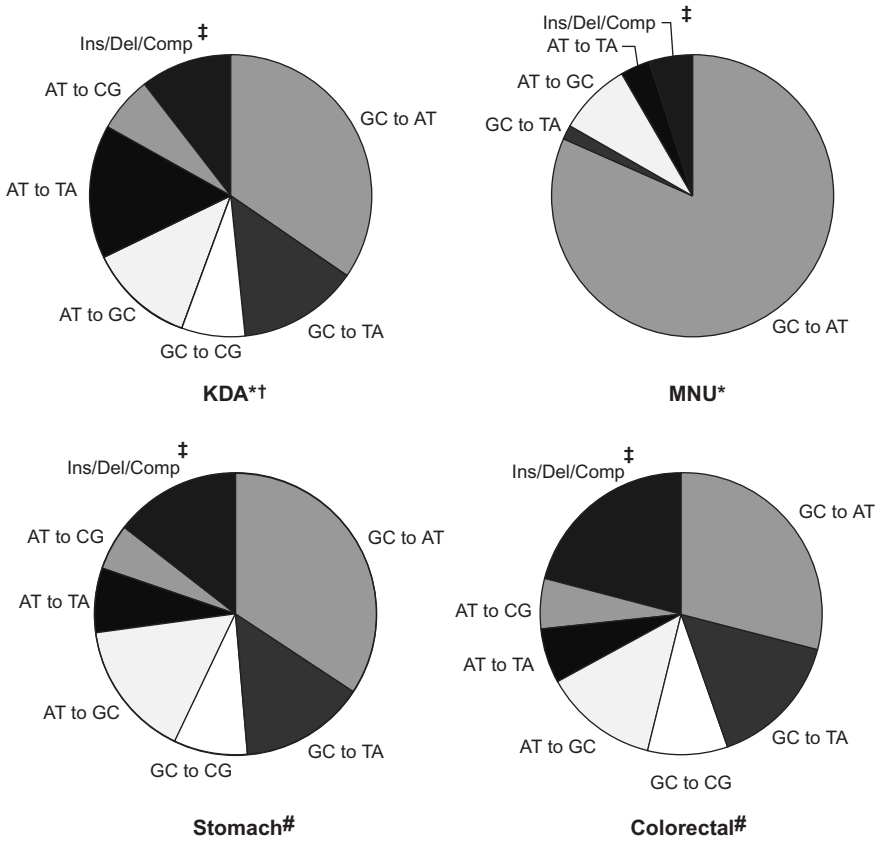 Ins/Del/Comp ‡
AT to CG
GC to AT
AT to TA
AT to GC
GC to CG
GC to TA
KDA*†
Ins/Del/Comp ‡
AT to TA
AT to GC
GC to TA
GC to AT
MNU*
Ins/Del/Comp ‡
AT to CG
GC to AT
AT to TA
AT to GC
GC to CG
GC to TA
Stomach#
Ins/Del/Comp ‡
GC to AT
AT to CG
AT to TA
AT to GC
GC to TA
GC to CG
Colorectal#